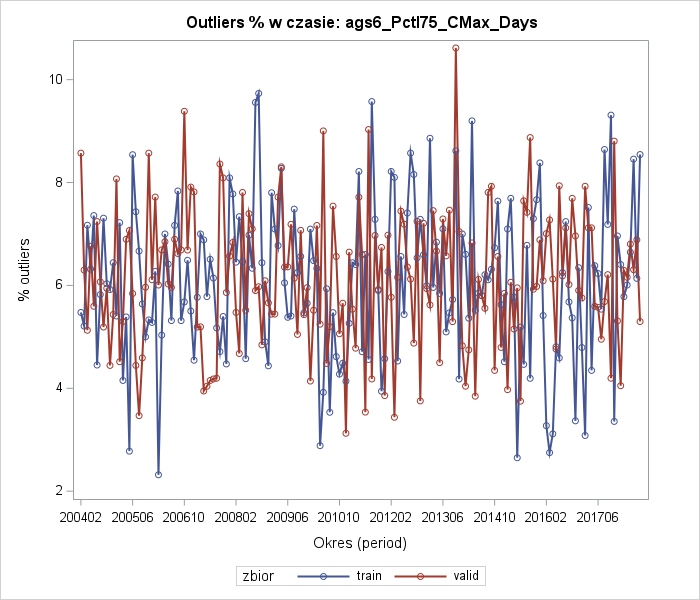 Outliers % w czasie: ags6_Pctl75_CMax_Days
% outliers
10
8
6
4
2
200402 200506 200610 200802 200906 201010 201202 201306 201410 201602 201706
Okres (period)
zbior train valid